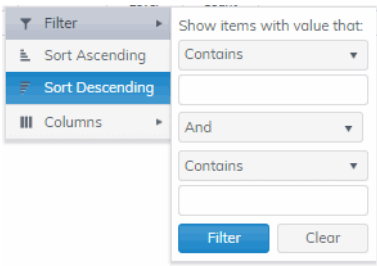 Filter
Sort Ascending
Sort Descending
Columns
Show items with value that:
Contains
And
Contains
Filter
Clear